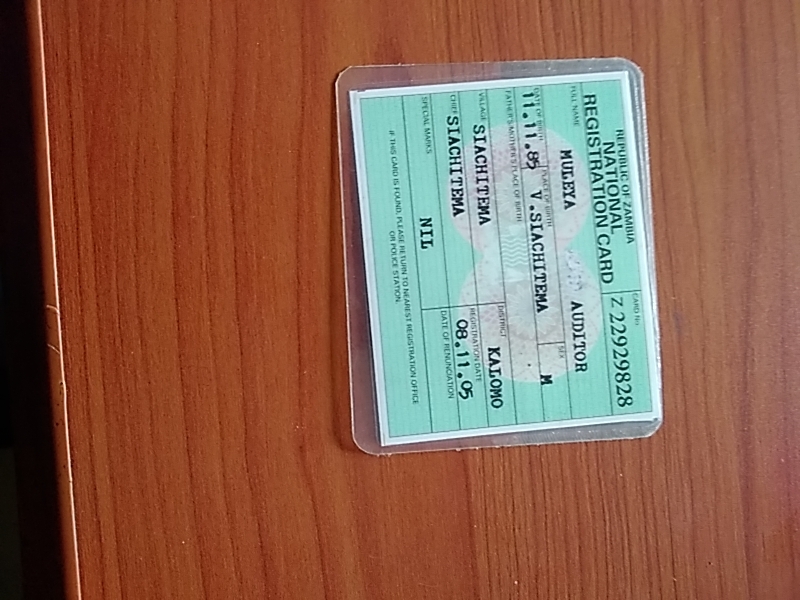 REPUBLIC OF ZAMBIA
NATIONAL
REGISTRATION CARD
CARD No
Z 22929828
FULL NAME
MULEYA AUDITOR
DATE OF BIRTH PLACE OF BIRTH SEX
11.11.85 V.SIACHITEMA M
FATHER'S-MOTHER'S PLACE OF BIRTH
VILLAGE SIACHITEMA DISTRICT KALOMO
CHIEF SIACHITEMA REGISTRATION DATE 08.11.05
SPECIAL MARKS NIL DATE OF RENUNCIATION
IF THIS CARD IS FOUND, PLEASE RETURN TO NEAREST REGISTRATION OFFICE
OR POLICE STATION.